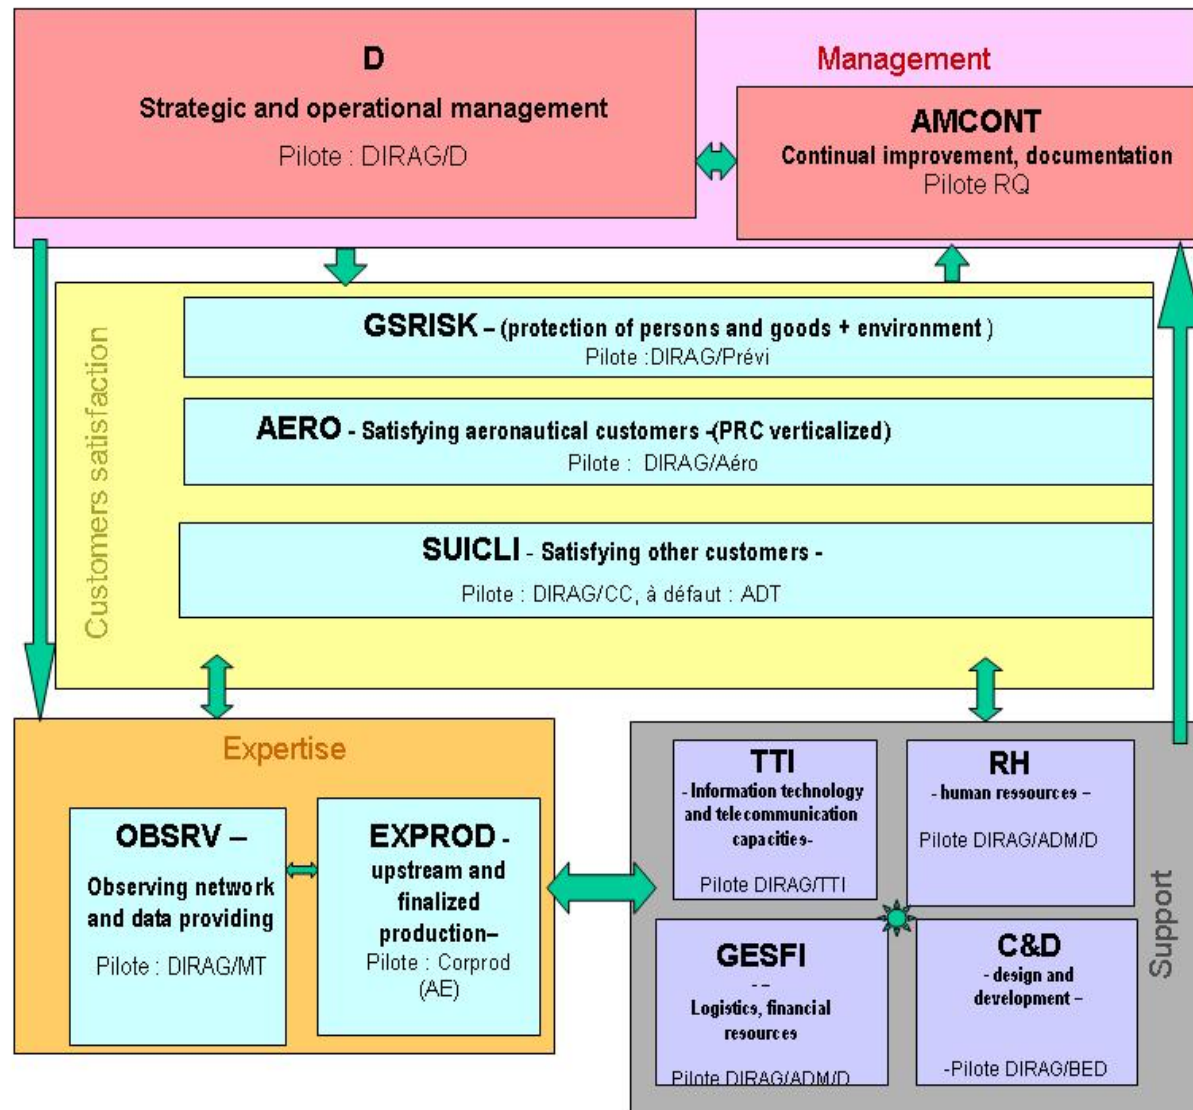 D
Strategic and operational management
Pilote : DIRAG/D
Management
AMCONT
Continual improvement, documentation
Pilote RQ
Customers satisfaction
GSRISK – (protection of persons and goods + environment )
Pilote :DIRAG/Prévi
AERO - Satisfying aeronautical customers -(PRC verticalized)
Pilote : DIRAG/Aéro
SUICLI - Satisfying other customers -
Pilote : DIRAG/CC, à défaut : ADT
Expertise
OBSRV –
Observing network
and data providing
Pilote : DIRAG/MT
EXPROD -
upstream and
finalized
production–
Pilote : Corprod
(AE)
Support
TTI
- Information technology
and telecommunication
capacities-
Pilote DIRAG/TTI
RH
- human ressources –
Pilote DIRAG/ADM/D
GESFI
- -
Logistics, financial
resources
Pilote DIRAG/ADM/D
C&D
- design and
development –
-Pilote DIRAG/BED